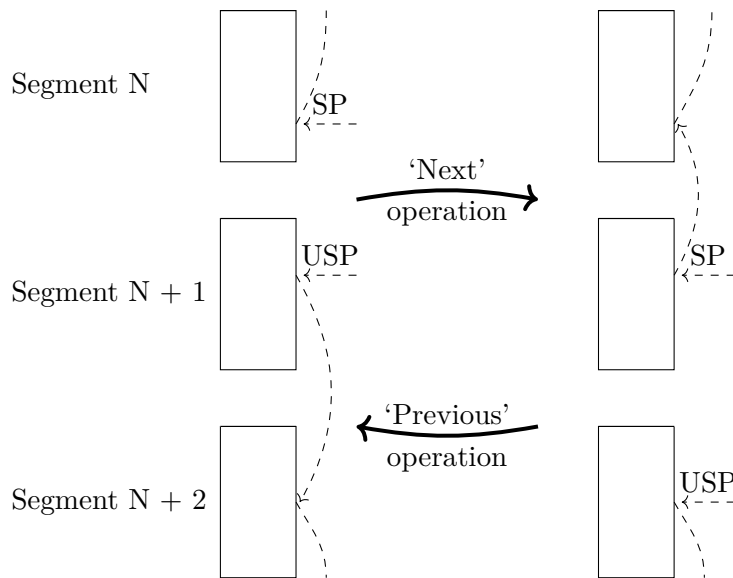 Segment N
SP
‘Next’
operation
USP
SP
Segment N + 1
‘Previous’
operation
USP
Segment N + 2